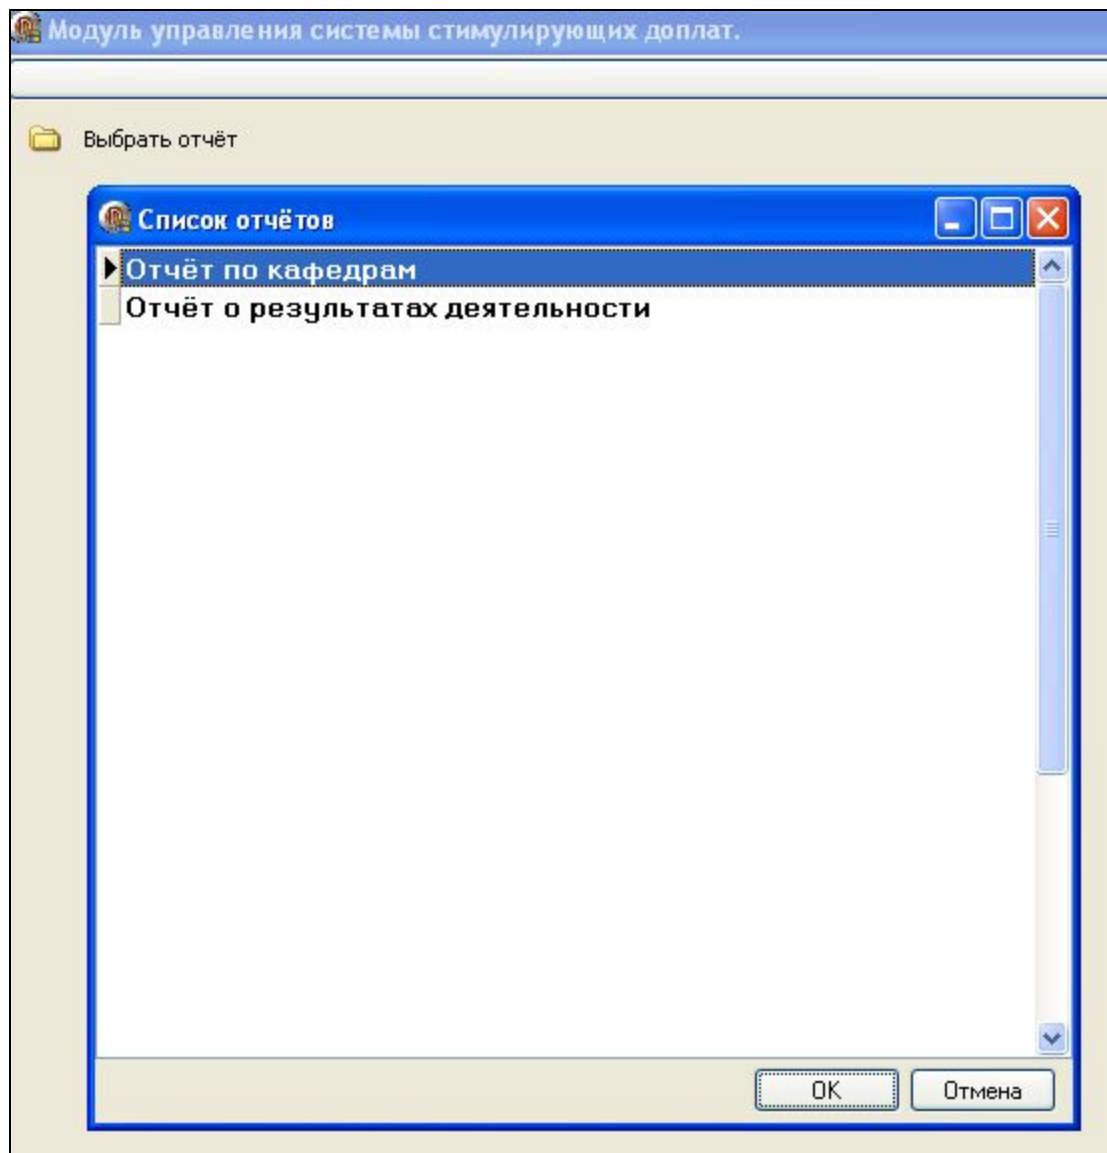 Модуль управления системы стимулирующих доплат.
Выбрать отчёт
Список отчётов
Отчёт по кафедрам
Отчёт о результатах деятельности
OK
Отмена